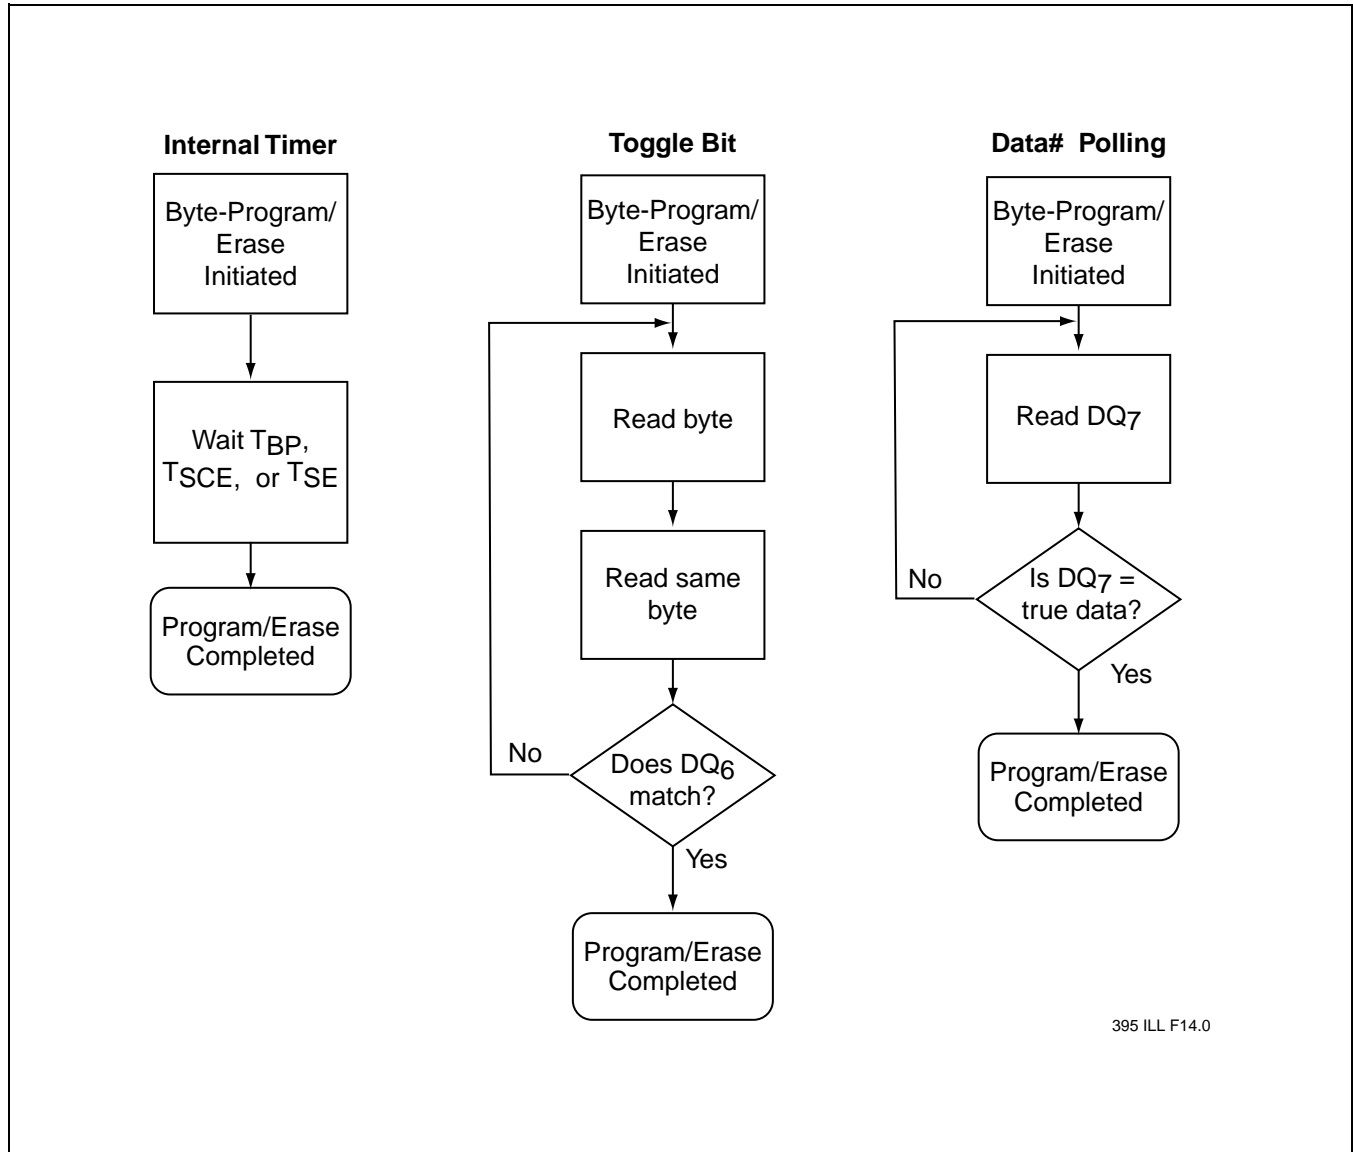 Internal Timer
Byte-Program/
Erase
Initiated
Wait TBP,
TSCE, or TSE
Program/Erase
Completed
Toggle Bit
Byte-Program/
Erase
Initiated
Read byte
Read same
byte
No
Does DQ6
match?
Yes
Program/Erase
Completed
Data# Polling
Byte-Program/
Erase
Initiated
Read DQ7
No
Is DQ7 =
true data?
Yes
Program/Erase
Completed
395 ILL F14.0